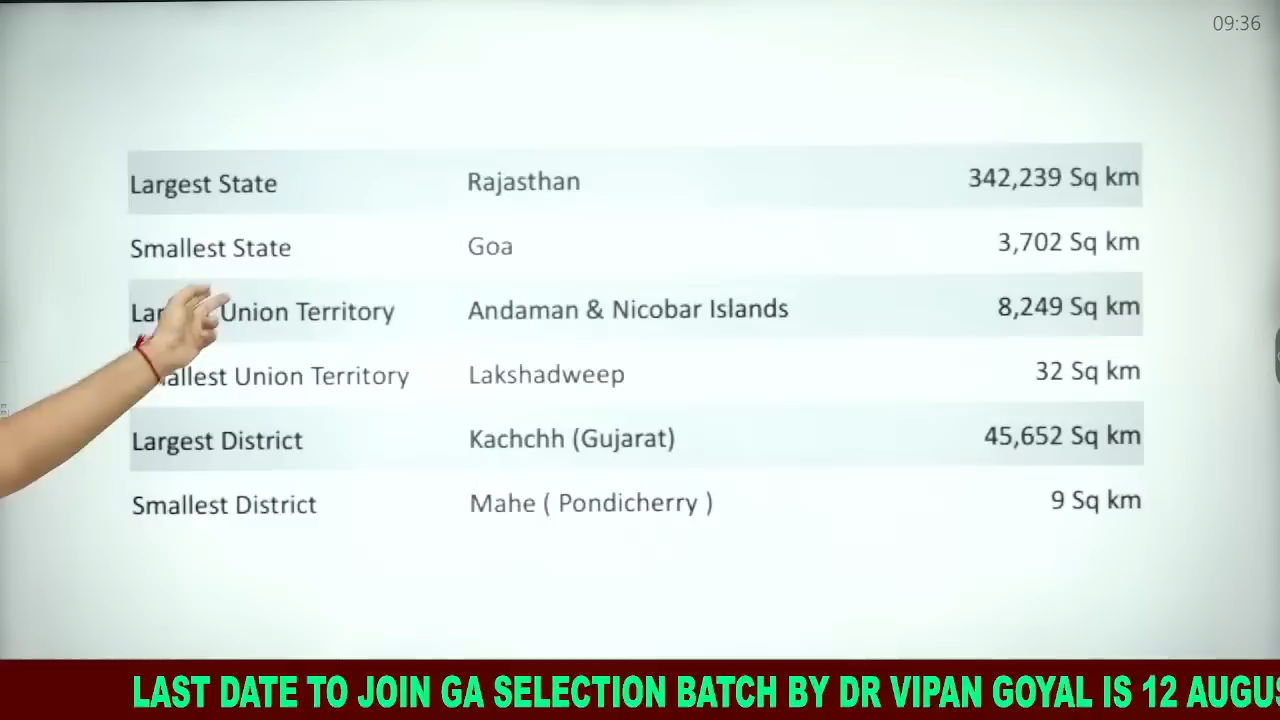 09:36
Largest State Rajasthan 342,239 Sq km
Smallest State Goa 3,702 Sq km
Union Territory Andaman & Nicobar Islands 8,249 Sq km
Union Territory Lakshadweep 32 Sq km
Largest District Kachchh (Gujarat) 45,652 Sq km
Smallest District Mahe ( Pondicherry ) 9 Sq km
LAST DATE TO JOIN GA SELECTION BATCH BY DR VIPAN GOYAL IS 12